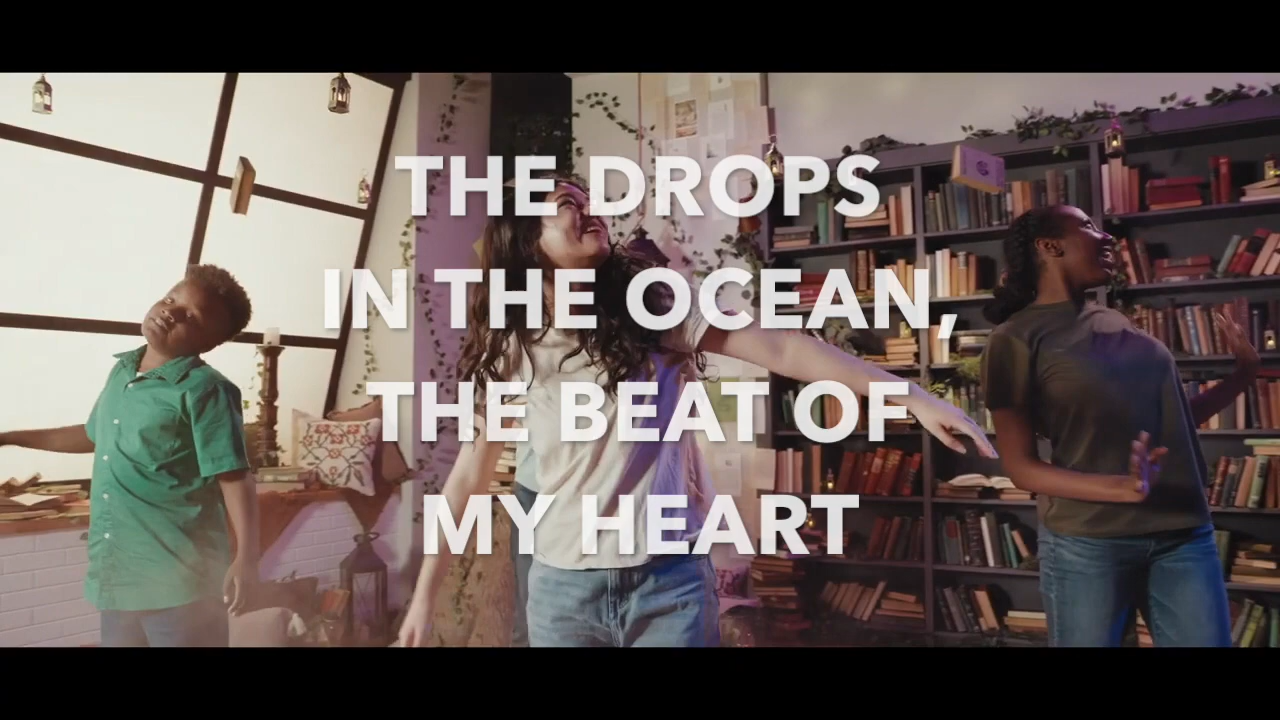 THE DROPS
IN THE OCEAN,
THE BEAT OF
MY HEART